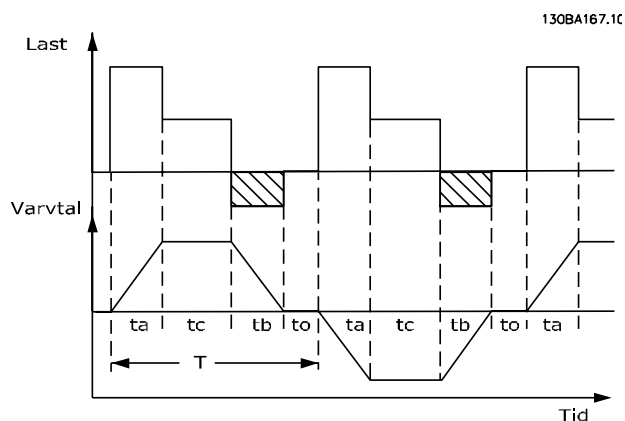 130BA167.10
Last
Varvtal
ta tc tb to ta tc tb to ta
T
Tid